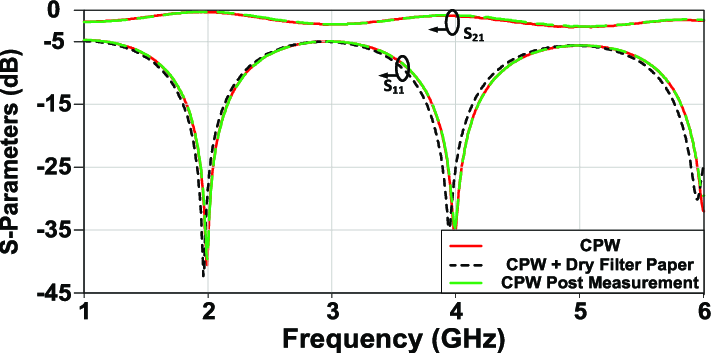 S-Parameters (dB)
0
-5
-15
-25
-35
-45
S21
S11
CPW
CPW + Dry Filter Paper
CPW Post Measurement
1 2 3 4 5 6
Frequency (GHz)